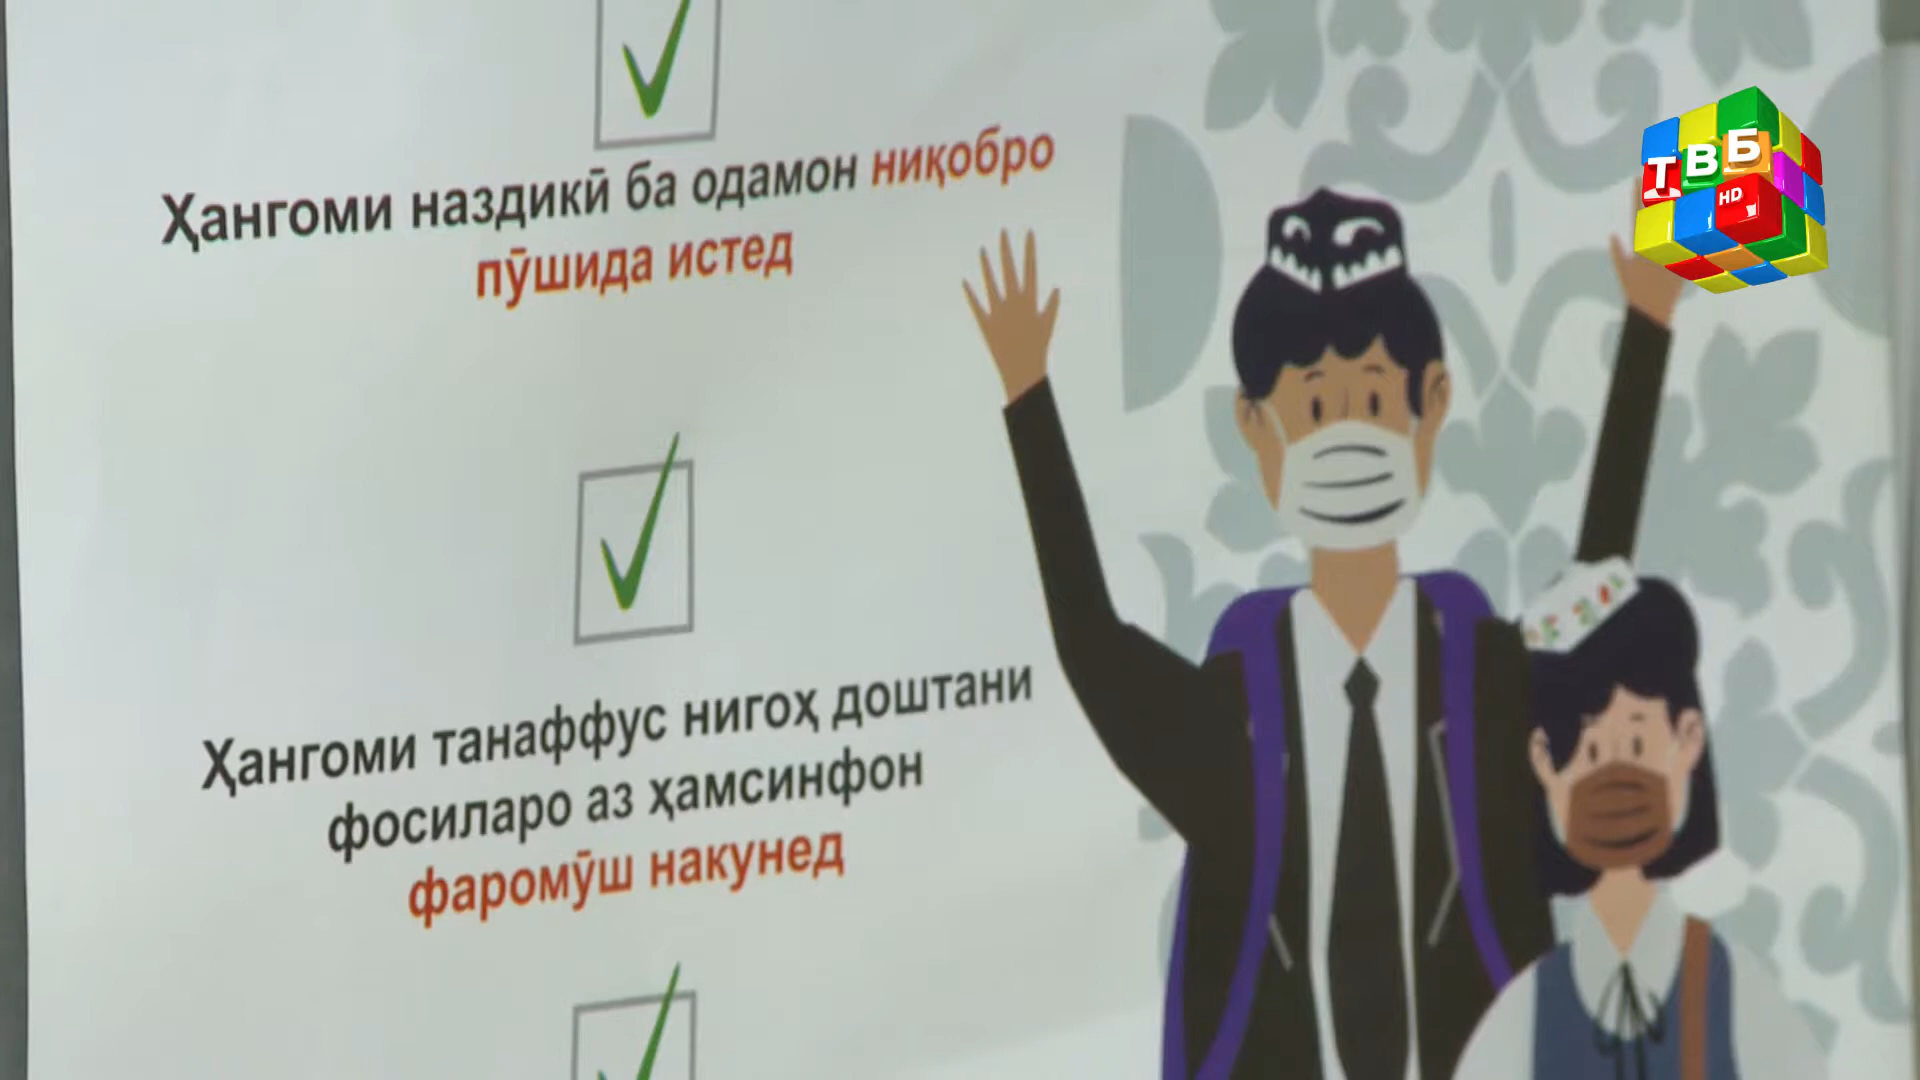 Ҳангоми наздикӣ ба одамон ниқобро
пӯшида истед
Ҳангоми танаффус нигоҳ доштани
фосиларо аз ҳамсинфон
фаромӯш накунед
ТВБ
HD